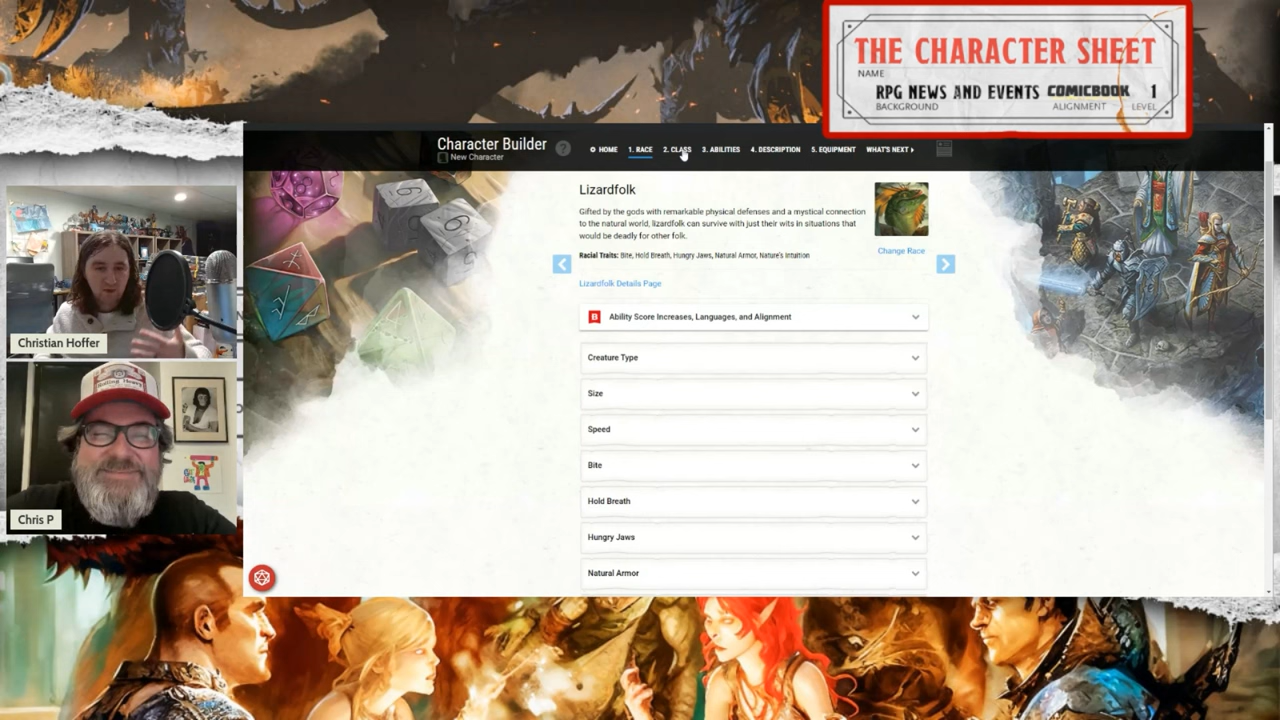 THE CHARACTER SHEET
NAME
RPG NEWS AND EVENTS COMICBOOK 1
BACKGROUND ALIGNMENT LEVEL
Character Builder
New Character
?
HOME 1. RACE 2. CLASS 3. ABILITIES 4. DESCRIPTION 5. EQUIPMENT WHAT'S NEXT
Lizardfolk
Gifted by the gods with remarkable physical defenses and a mystical connection
to the natural world, lizardfolk can survive with just their wits in situations that
would be deadly for other folk.
Change Race
Racial Traits: Bite, Hold Breath, Hungry Jaws, Natural Armor, Nature's Intuition
Lizardfolk Details Page
Ability Score Increases, Languages, and Alignment
Creature Type
Size
Speed
Bite
Hold Breath
Hungry Jaws
Natural Armor
Christian Hoffer
Chris P